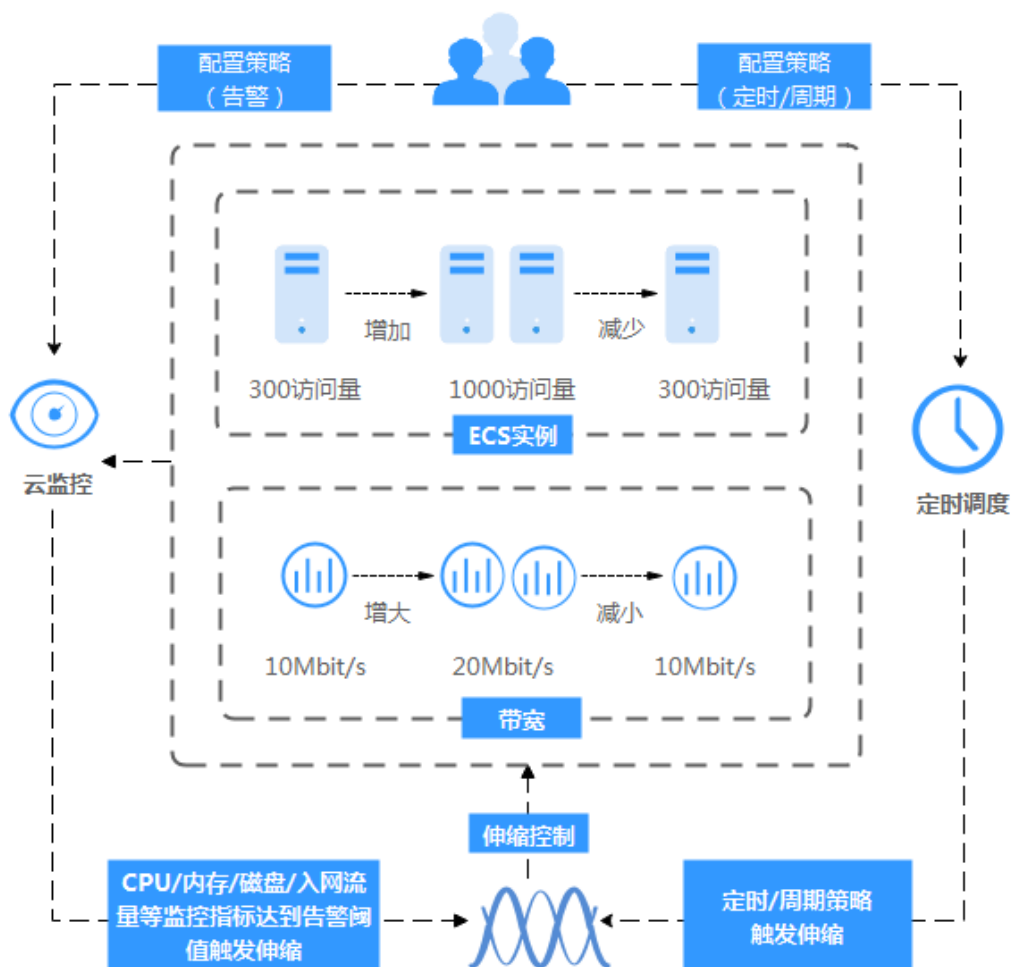 配置策略
（告警）
配置策略
（定时/周期）
增加
减少
300访问量
1000访问量
300访问量
ECS实例
云监控
定时调度
增大
减小
10Mbit/s
20Mbit/s
10Mbit/s
带宽
伸缩控制
CPU/内存/磁盘/入网流
量等监控指标达到告警阀
值触发伸缩
定时/周期策略
触发伸缩